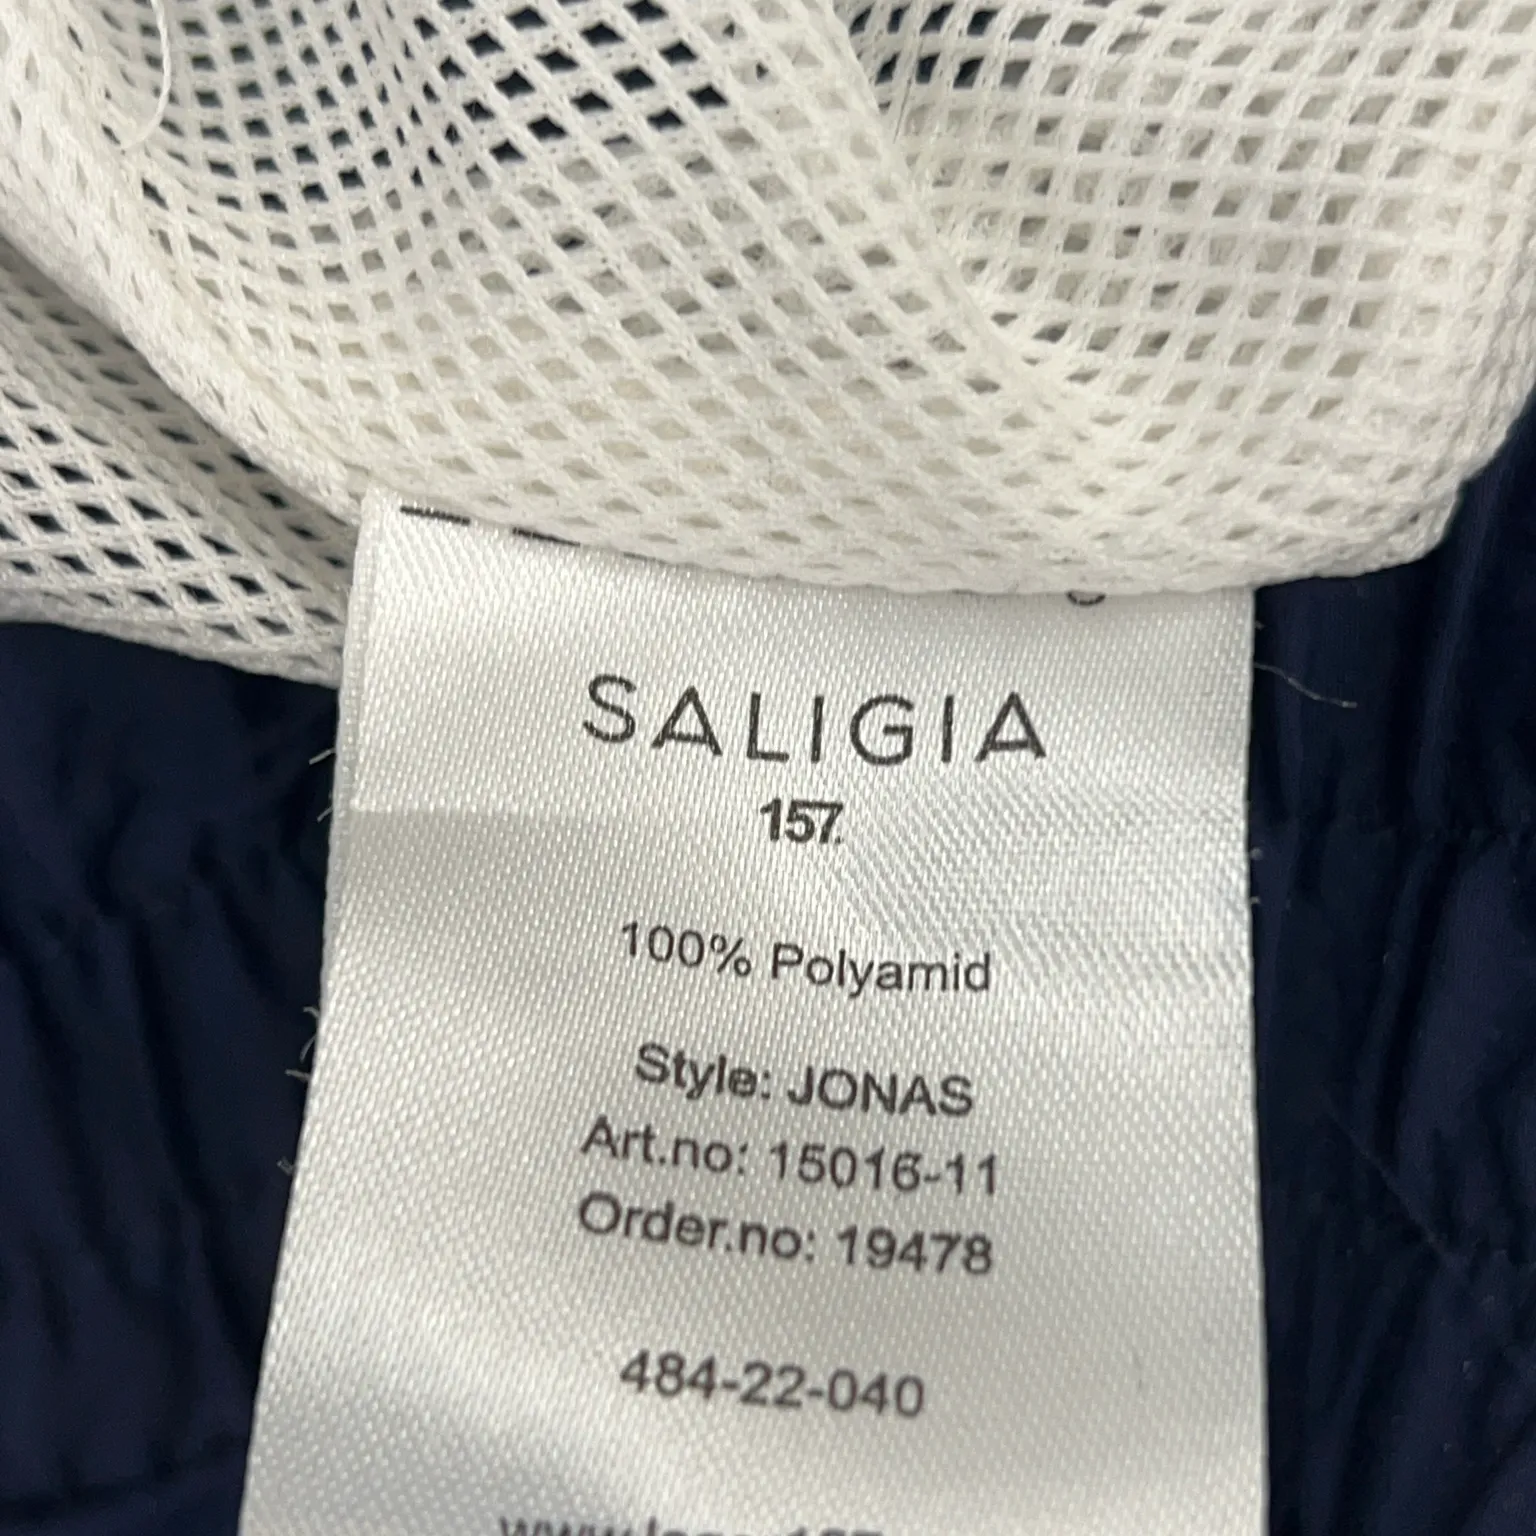 SALIGIA
157.
100% Polyamid
Style: JONAS
Art.no: 15016-11
Order.no: 19478
484-22-040